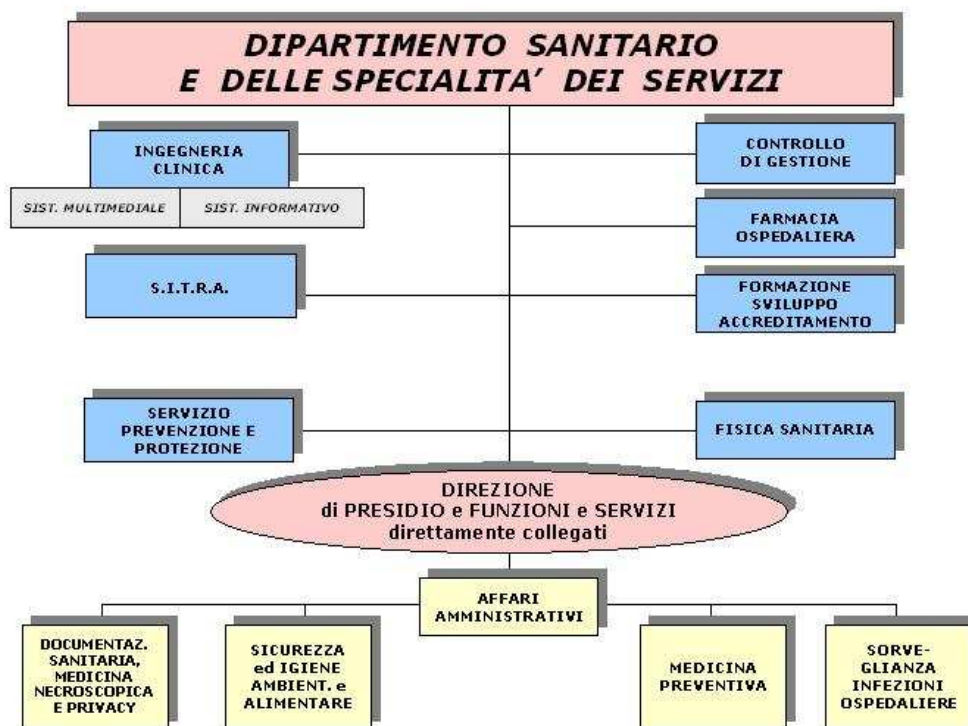 DIPARTIMENTO SANITARIO
E DELLE SPECIALITA' DEI SERVIZI
INGEGNERIA
CLINICA
CONTROLLO
DI GESTIONE
SIST. MULTIMEDIALE
SIST. INFORMATIVO
FARMACIA
OSPEDALIERA
S.I.T.R.A.
FORMAZIONE
SVILUPPO
ACCREDITAMENTO
SERVIZIO
PREVENZIONE E
PROTEZIONE
FISICA SANITARIA
DIREZIONE
di PRESIDIO e FUNZIONI e SERVIZI
direttamente collegati
AFFARI
AMMINISTRATIVI
DOCUMENTAZ.
SANITARIA,
MEDICINA
NECROSCOPICA
E PRIVACY
SICUREZZA
ed IGIENE
AMBIENT. e
ALIMENTARE
MEDICINA
PREVENTIVA
SORVE-
GLIANZA
INFEZIONI
OSPEDALIERE